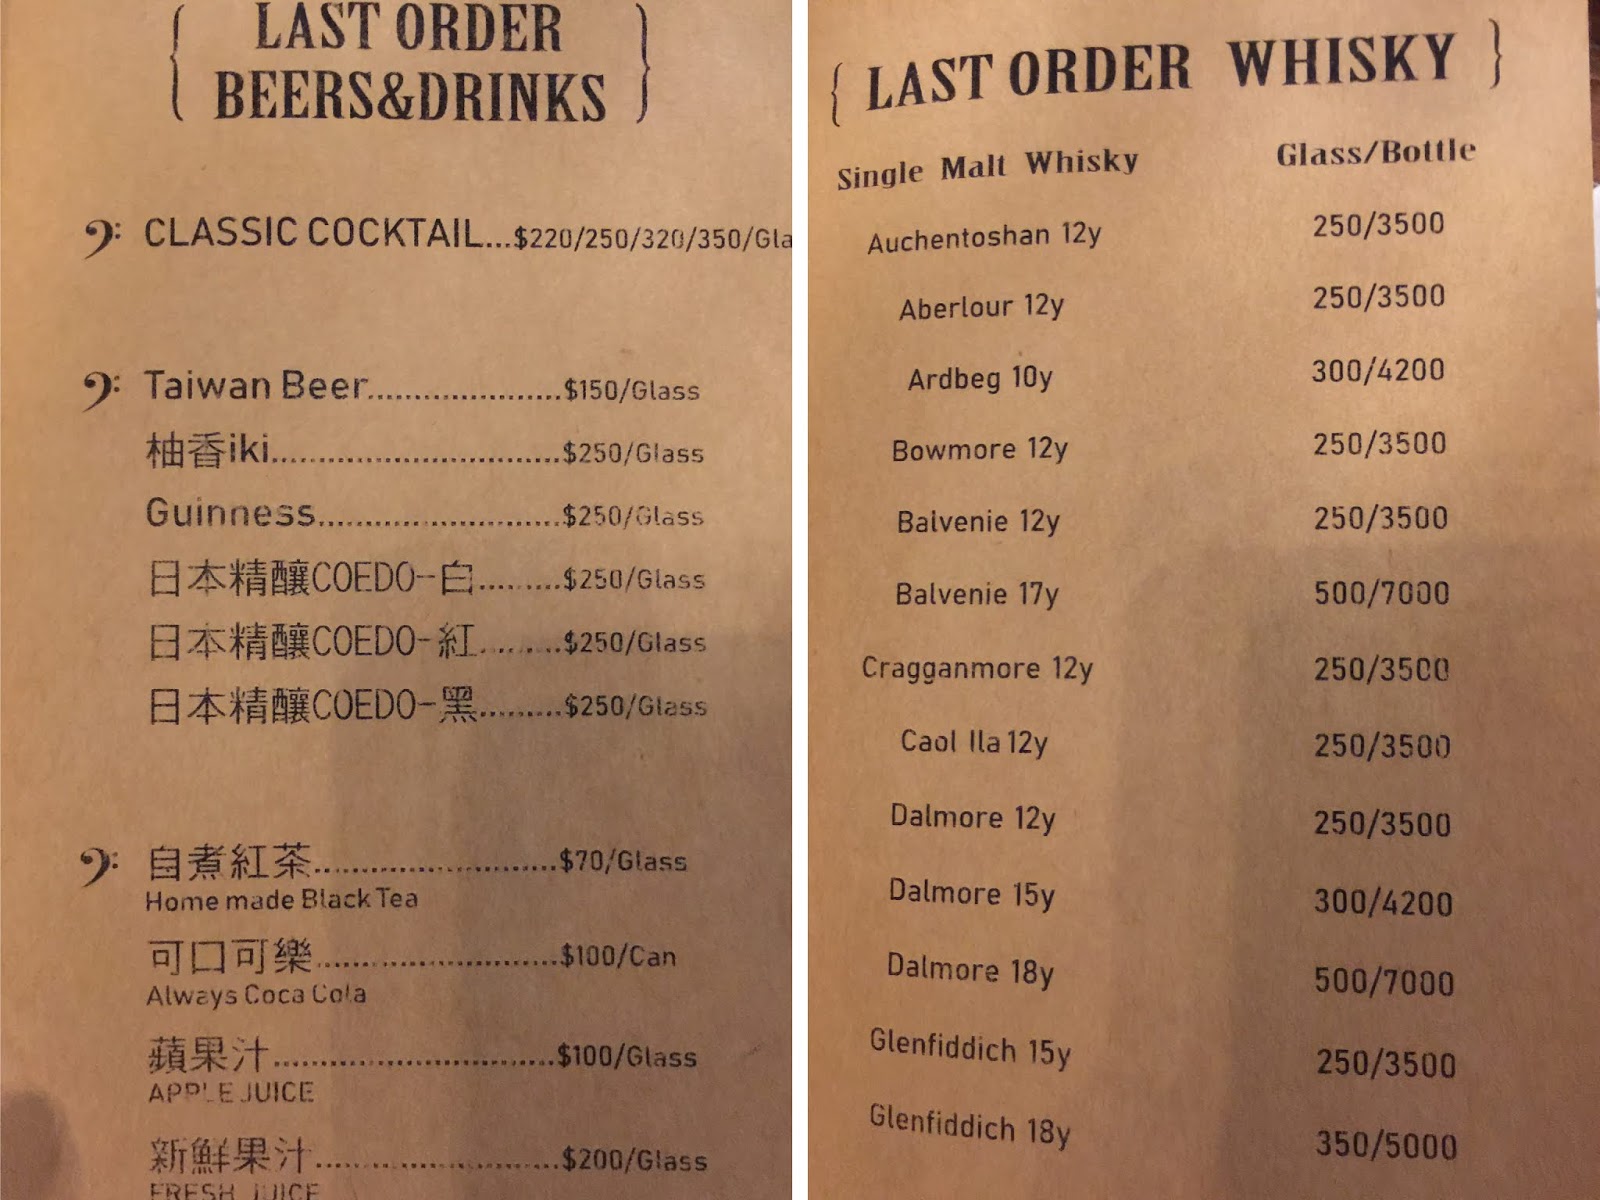 { LAST ORDER
BEERS&DRINKS }
CLASSIC COCKTAIL...$220/250/320/350/Gla
Taiwan Beer.....................$150/Glass
柚香iki.............................$250/Glass
Guinness.........................$250/Glass
日本精釀COEDO-白.........$250/Glass
日本精釀COEDO-紅.........$250/Glass
日本精釀COEDO-黑.........$250/Glass
自煮紅茶.........................$70/Glass
Home made Black Tea
可口可樂.........................$100/Can
Always Coca Cola
蘋果汁.............................$100/Glass
APPLE JUICE
新鮮果汁.........................$200/Glass
FRESH JUICE
{ LAST ORDER WHISKY }
Single Malt Whisky Glass/Bottle
Auchentoshan 12y 250/3500
Aberlour 12y 250/3500
Ardbeg 10y 300/4200
Bowmore 12y 250/3500
Balvenie 12y 250/3500
Balvenie 17y 500/7000
Cragganmore 12y 250/3500
Caol Ila 12y 250/3500
Dalmore 12y 250/3500
Dalmore 15y 300/4200
Dalmore 18y 500/7000
Glenfiddich 15y 250/3500
Glenfiddich 18y 350/5000